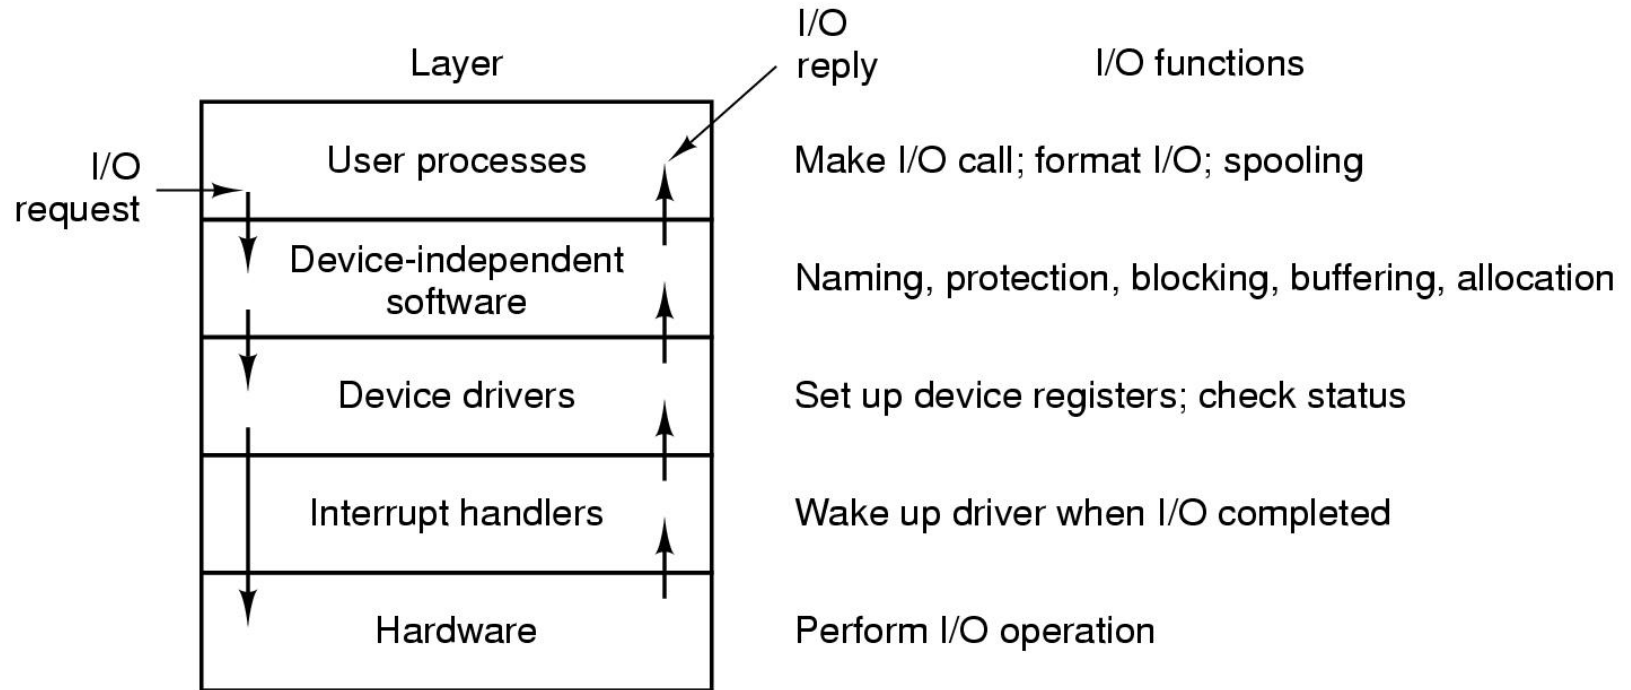 I/O
reply
Layer
I/O functions
I/O
request
User processes
Make I/O call; format I/O; spooling
Device-independent
software
Naming, protection, blocking, buffering, allocation
Device drivers
Set up device registers; check status
Interrupt handlers
Wake up driver when I/O completed
Hardware
Perform I/O operation